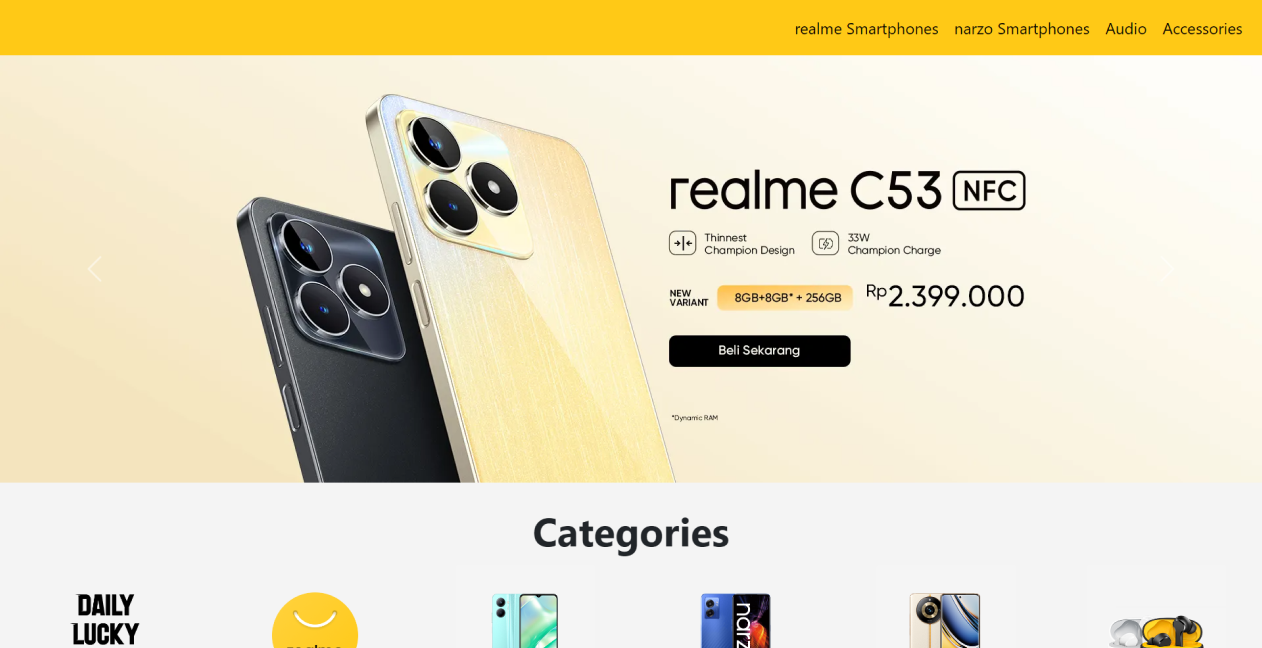 realme Smartphones narzo Smartphones Audio Accessories
realme C53 NFC
Thinnest
Champion Design
33W
Champion Charge
NEW
VARIANT
8GB+8GB* + 256GB
Rp2.399.000
Beli Sekarang
*Dynamic RAM
Categories
DAILY
LUCKY
realme